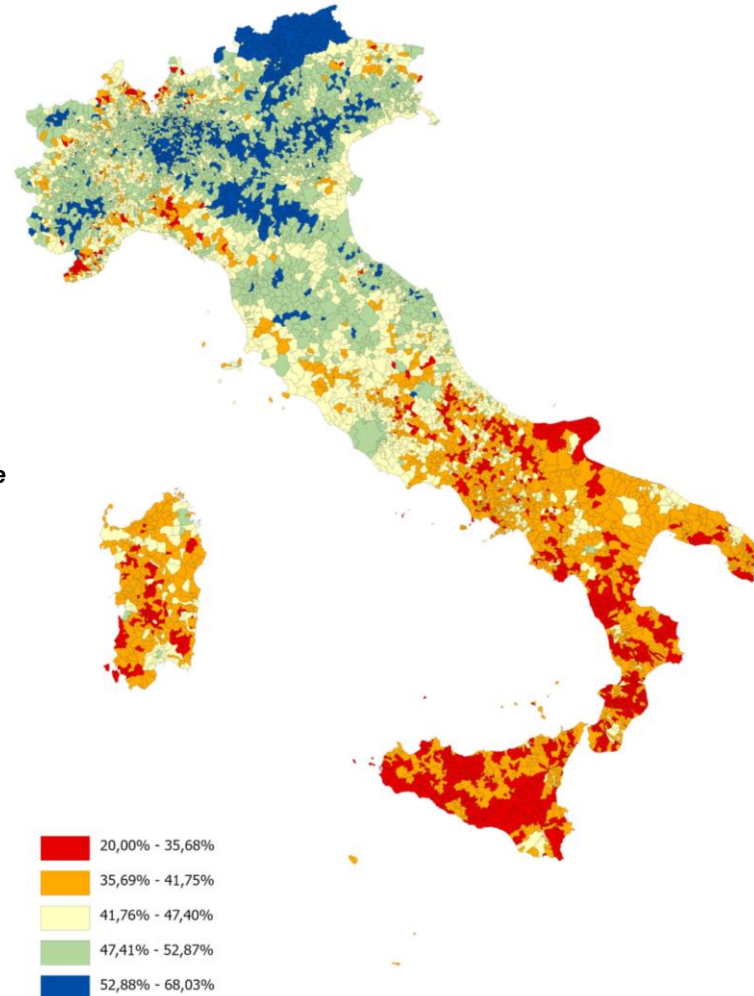 e
20,00% - 35,68%
35,69% - 41,75%
41,76% - 47,40%
47,41% - 52,87%
52,88% - 68,03%